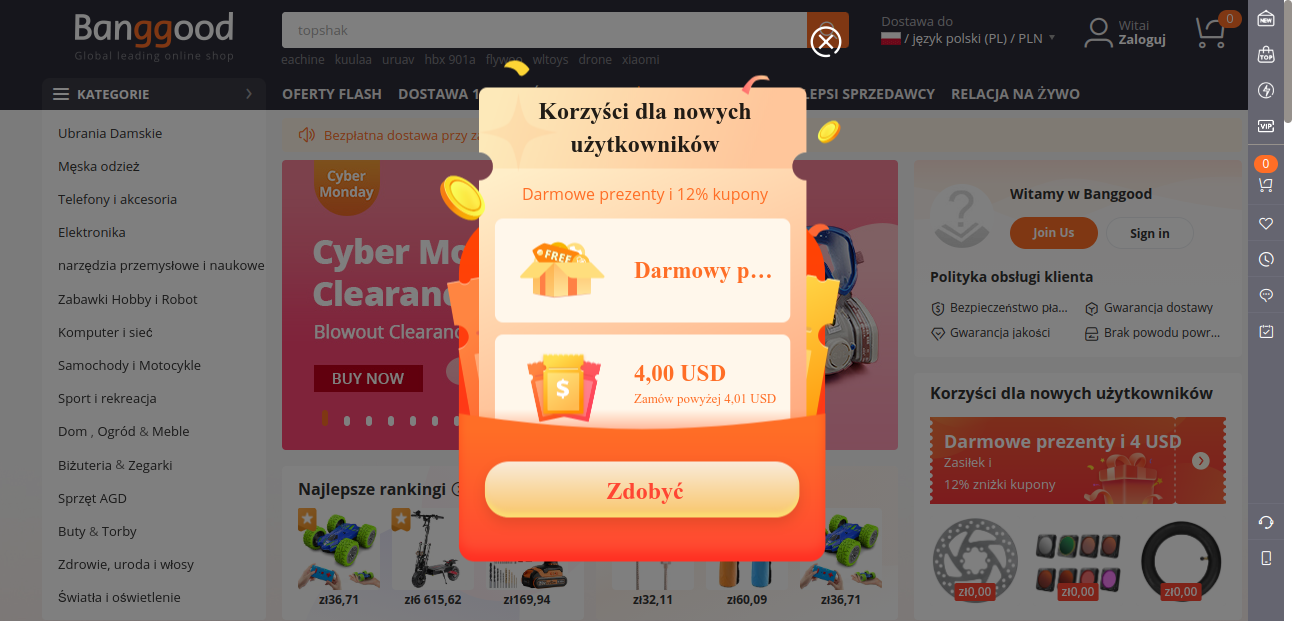 Banggood
Global leading online shop
topshak
eachine kuulaa uruav hbx 901a flywoo wltoys drone xiaomi
Dostawa do
/ język polski (PL) / PLN
Witai
Zaloguj
0
KATEGORIE
OFERTY FLASH DOSTAWA
LEPSI SPRZEDAWCY RELACJA NA ŻYWO
NEW
TOP
VIP
0
Ubrania Damskie
Męska odzież
Telefony i akcesoria
Elektronika
narzędzia przemysłowe i naukowe
Zabawki Hobby i Robot
Komputer i sieć
Samochody i Motocykle
Sport i rekreacja
Dom , Ogród & Meble
Biżuteria & Zegarki
Sprzęt AGD
Buty & Torby
Zdrowie, uroda i włosy
Światła i oświetlenie
Bezpłatna dostawa przy
Cyber
Monday
Cyber Mo
Clearanc
Blowout Clearanc
BUY NOW
Korzyści dla nowych
użytkowników
Darmowe prezenty i 12% kupony
FREE
Darmowy p…
$
4,00 USD
Zamów powyżej 4,01 USD
Zdobyć
Witamy w Banggood
?
Join Us
Sign in
Polityka obsługi klienta
Bezpieczeństwo pła...
Gwarancja dostawy
Gwarancja jakości
Brak powodu powr...
Korzyści dla nowych użytkowników
Darmowe prezenty i 4 USD
Zasiłek i
12% zniżki kupony
zł0,00
zł0,00
zł0,00
Najlepsze rankingi
zł36,71
zł6 615,62
zł169,94
zł32,11
zł60,09
zł36,71